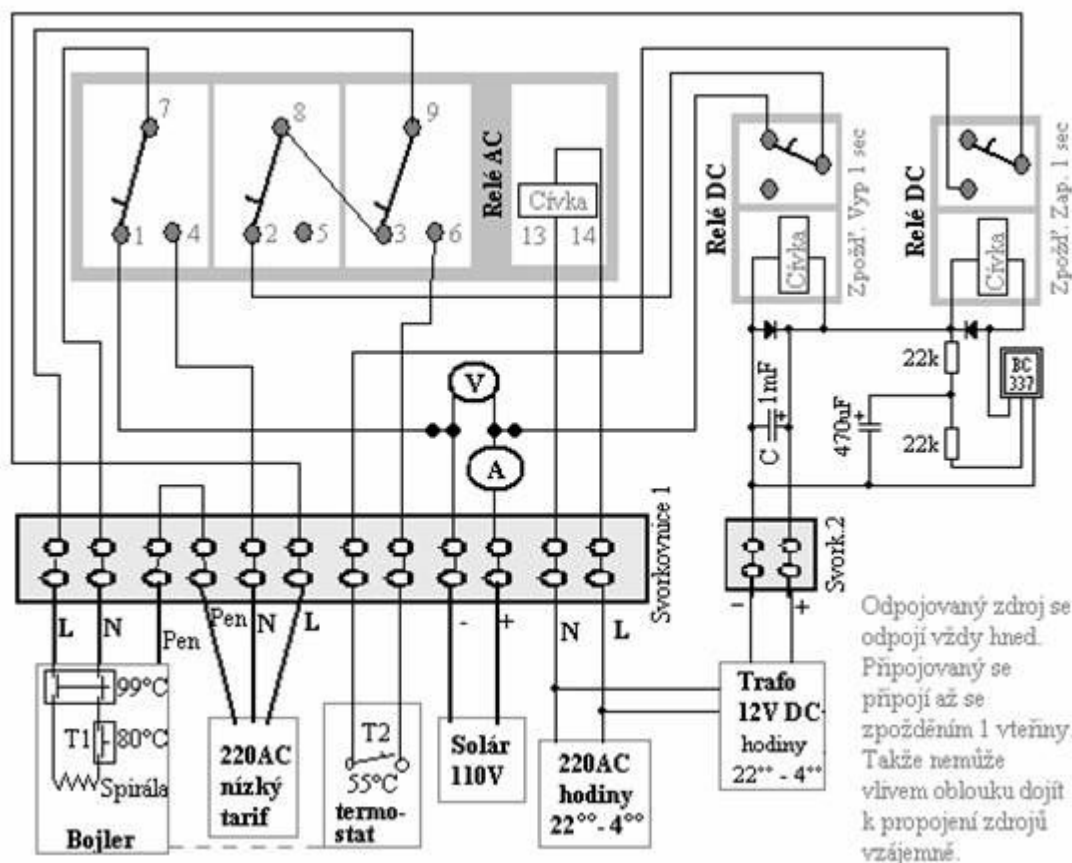 7
8
9
Relé AC
1
4
2
5
3
6
Cívka
13
14
Relé DC
Cívka
Zpožď. Vyp 1 sec
Relé DC
Cívka
Zpožď. Zap. 1 sec
V
A
C
1mF
+
470uF
+
22k
22k
BC
337
Svorkovnice 1
Svork.2
L
N
Pen
Pen
N
L
-
+
N
L
-
+
99°C
T1
80°C
Spirála
Bojler
220AC
nízký
tarif
T2
55°C
termo-
stat
Solár
110V
220AC
hodiny
22°° - 4°°
Trafo
12V DC
hodiny
22°° - 4°°
Odpojovaný zdroj se
odpojí vždy hned.
Připojovaný se
připojí až se
zpožděním 1 vteřiny.
Takže nemůže
vlivem oblouku dojít
k propojení zdrojů
vzájemně.